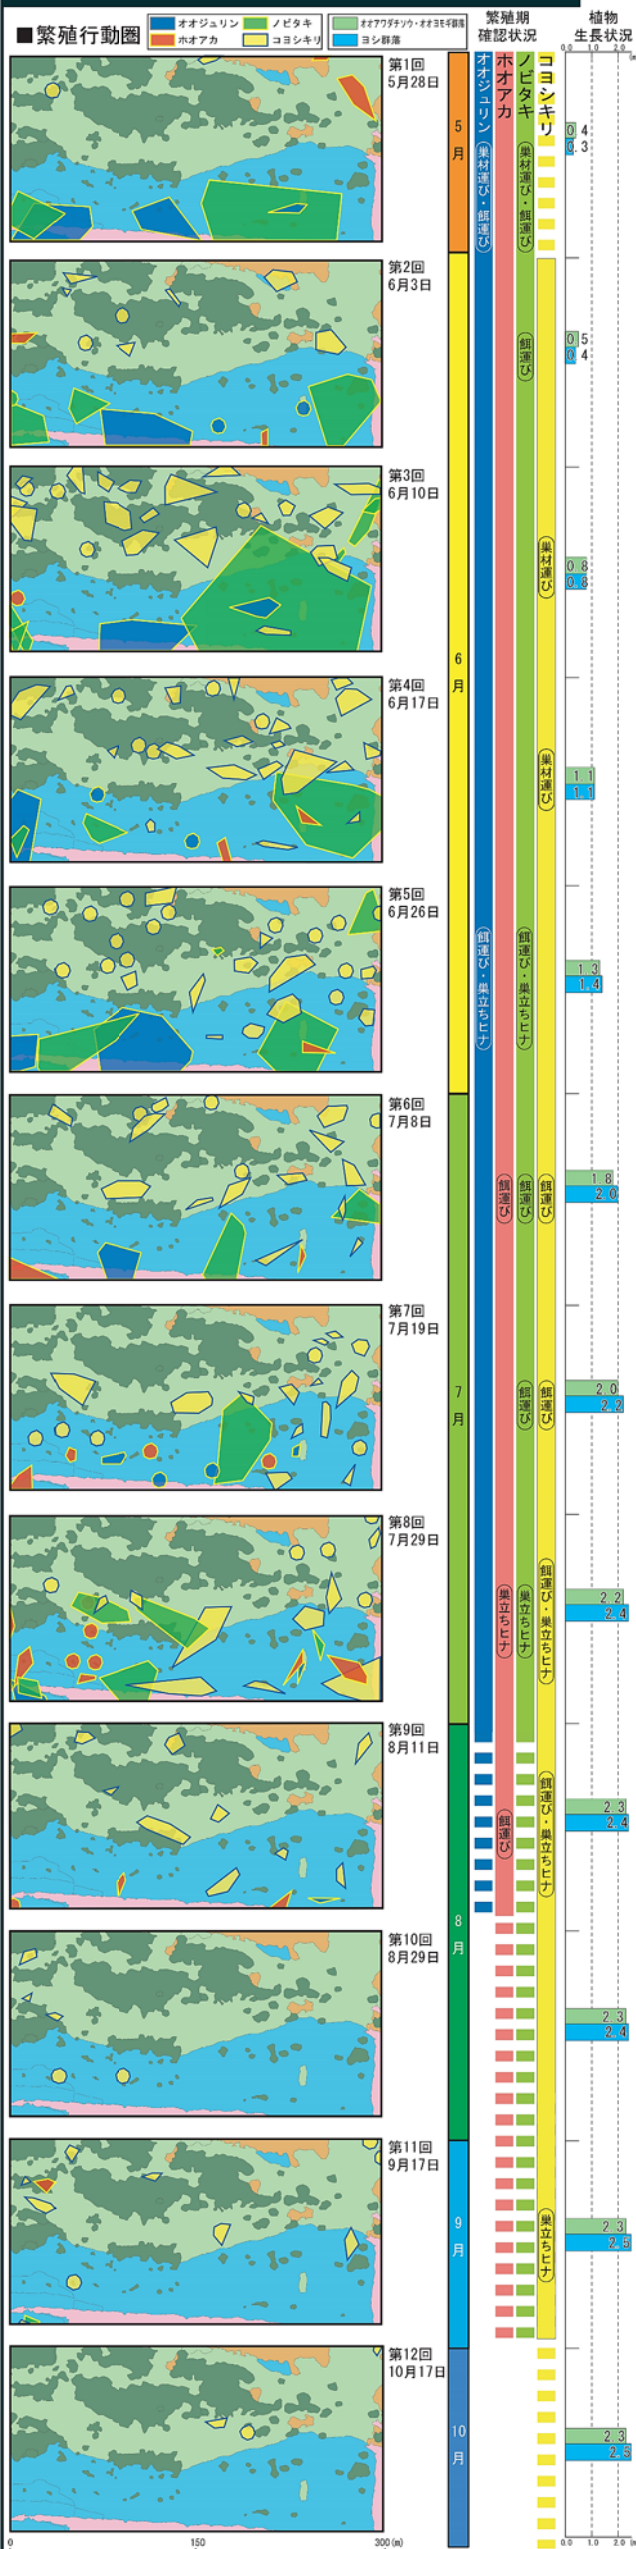 ■繁殖行動圏
オオジュリン
ノビタキ
ホオアカ
コヨシキリ
オオアワダチソウ・オオヨモギ群落
ヨシ群落
繁殖期
確認状況
植物
生長状況
0.0 1.0 2.0
オオジュリン
ホオアカ
ノビタキ
コヨシキリ
第1回
5月28日
5月
巣材運び・餌運び
巣材運び・餌運び
0.4
0.3
第2回
6月3日
餌運び
0.5
0.4
第3回
6月10日
巣材運び
0.8
0.8
6月
第4回
6月17日
巣材運び
1.1
1.1
第5回
6月26日
餌運び・巣立ちヒナ
餌運び・巣立ちヒナ
1.3
1.4
第6回
7月8日
餌運び
餌運び
餌運び
1.8
2.0
第7回
7月19日
7月
餌運び
餌運び
2.0
2.2
第8回
7月29日
巣立ちヒナ
巣立ちヒナ
餌運び・巣立ちヒナ
2.2
2.4
第9回
8月11日
餌運び
餌運び・巣立ちヒナ
2.3
2.4
8月
第10回
8月29日
2.3
2.4
第11回
9月17日
9月
巣立ちヒナ
2.3
2.5
第12回
10月17日
10月
2.3
2.5
0 150 300(m)
0.0 1.0 2.0